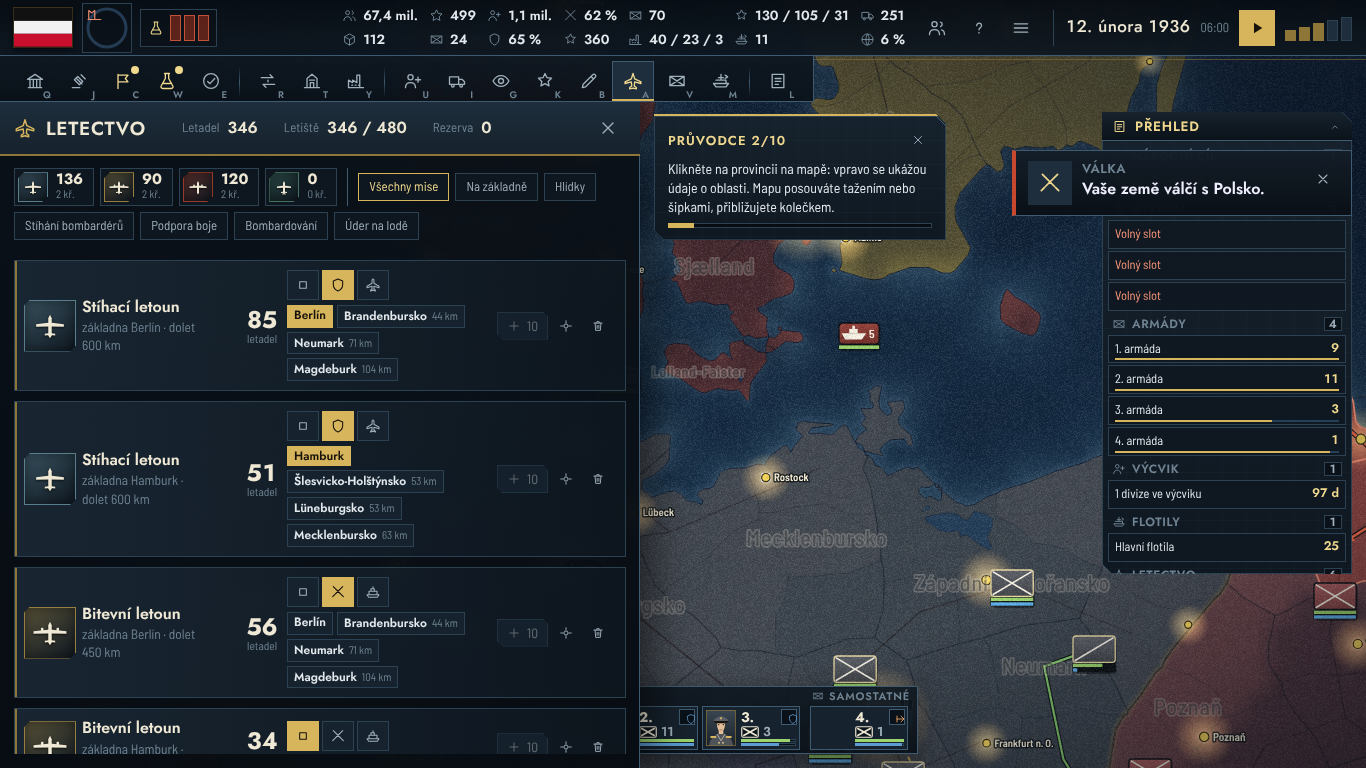 67,4 mil. 499 1,1 mil. 62 % 70 130 / 105 / 31 251
112 24 65 % 360 40 / 23 / 3 11 6 %
? 12. února 1936 06:00
Q J C W E R T Y U I G K B A V M L
LETECTVO Letadel 346 Letiště 346 / 480 Rezerva 0
136 90 120 0
2 kř. 2 kř. 2 kř. 0 kř.
Všechny mise Na základně Hlídky
Stíhání bombardérů Podpora boje Bombardování Úder na lodě
Stíhací letoun
základna Berlín · dolet
600 km
85
letadel
Berlín Brandenbursko 44 km
Neumark 71 km
Magdeburk 104 km
+ 10
Stíhací letoun
základna Hamburk ·
dolet 600 km
51
letadel
Hamburk
Šlesvicko-Holštýnsko 53 km
Lüneburgsko 53 km
Mecklenbursko 63 km
+ 10
Bitevní letoun
základna Berlín · dolet
450 km
56
letadel
Berlín Brandenbursko 44 km
Neumark 71 km
Magdeburk 104 km
+ 10
Bitevní letoun
základna Hamburk ·
34
+ 10
PRŮVODCE 2/10
Klikněte na provincii na mapě: vpravo se ukážou
údaje o oblasti. Mapu posouváte tažením nebo
šipkami, přibližujete kolečkem.
PŘEHLED
VÁLKA
Vaše země válčí s Polsko.
Volný slot
Volný slot
Volný slot
ARMÁDY 4
1. armáda 9
2. armáda 11
3. armáda 3
4. armáda 1
VÝCVIK 1
1 divize ve výcviku 97 d
FLOTILY 1
Hlavní flotila 25
Sjælland
5
Lolland-Falster
Rostock
Lübeck
Mecklenbursko
Poznaň
Poznaň
Frankfurt n. O.
SAMOSTATNÉ
2. 11
3. 3
4. 1